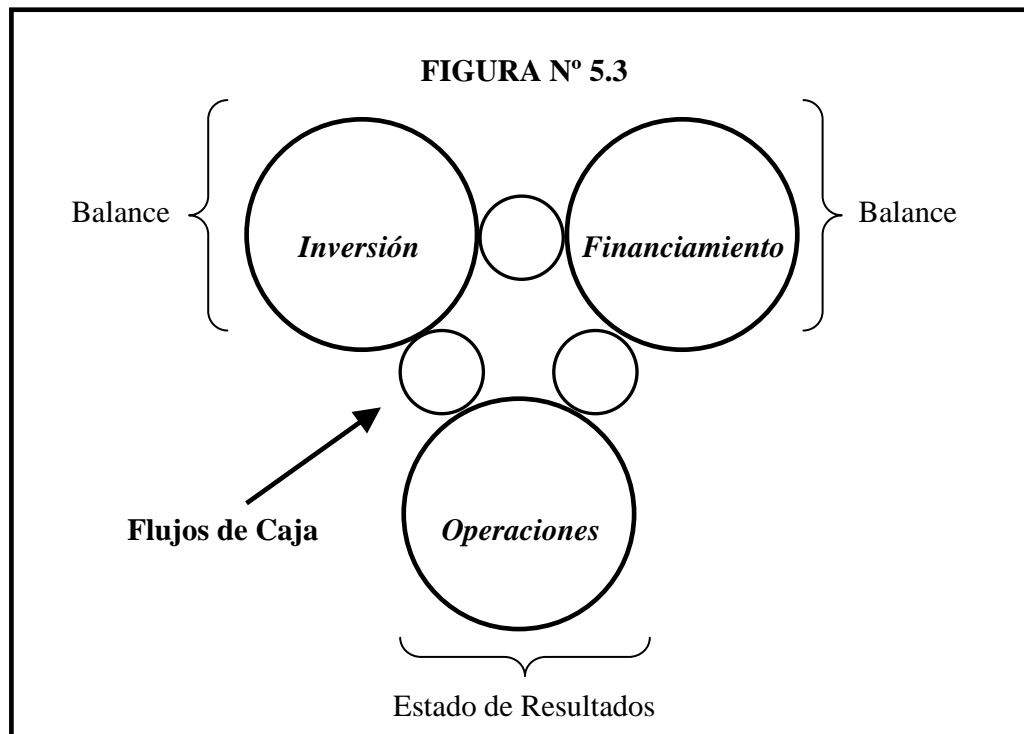 FIGURA Nº 5.3
Balance
Inversión
Financiamiento
Balance
Flujos de Caja
Operaciones
Estado de Resultados